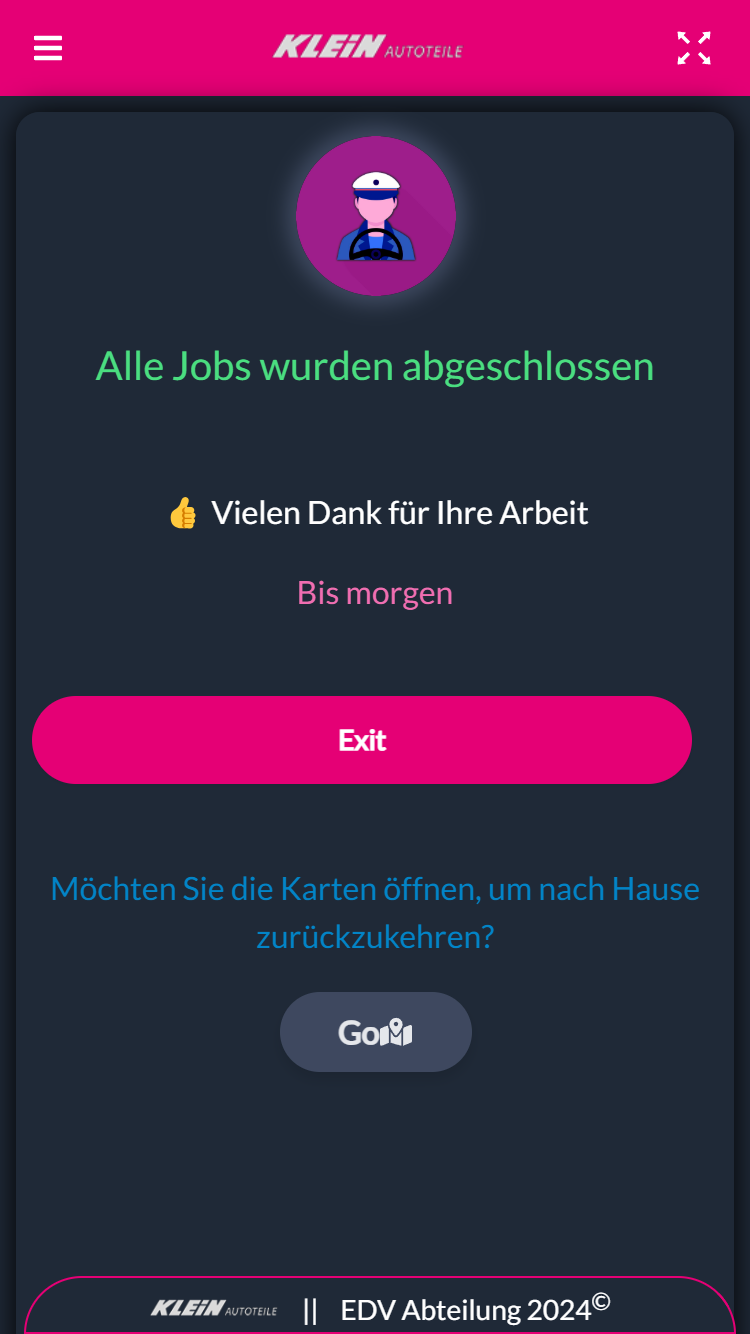 KLEiN AUTOTEILE
Alle Jobs wurden abgeschlossen
👍 Vielen Dank für Ihre Arbeit
Bis morgen
Exit
Möchten Sie die Karten öffnen, um nach Hause
zurückzukehren?
Go
KLEiN AUTOTEILE || EDV Abteilung 2024©